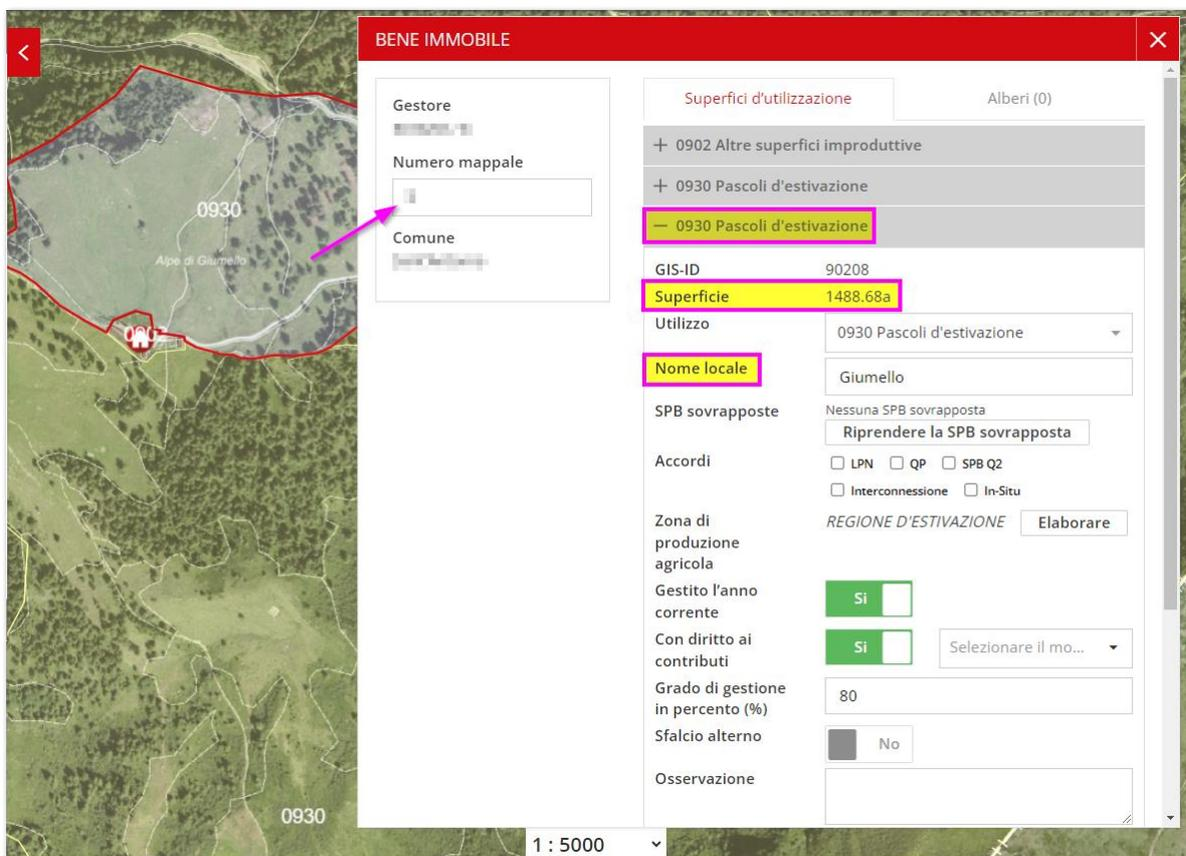 BENE IMMOBILE
Gestore
Numero mappale
Comune
Superfici d'utilizzazione
Alberi (0)
+ 0902 Altre superfici improduttive
+ 0930 Pascoli d'estivazione
− 0930 Pascoli d'estivazione
GIS-ID 90208
Superficie 1488.68a
Utilizzo 0930 Pascoli d'estivazione
Nome locale Giumello
SPB sovrapposte Nessuna SPB sovrapposta
Riprendere la SPB sovrapposta
Accordi LPN QP SPB Q2
Interconnessione In-Situ
Zona di produzione agricola REGIONE D'ESTIVAZIONE Elaborare
Gestito l'anno corrente Si
Con diritto ai contributi Si Selezionare il mo...
Grado di gestione in percento (%) 80
Sfalcio alterno No
Osservazione
0930
Alpe di Giumello
0930
1 : 5000